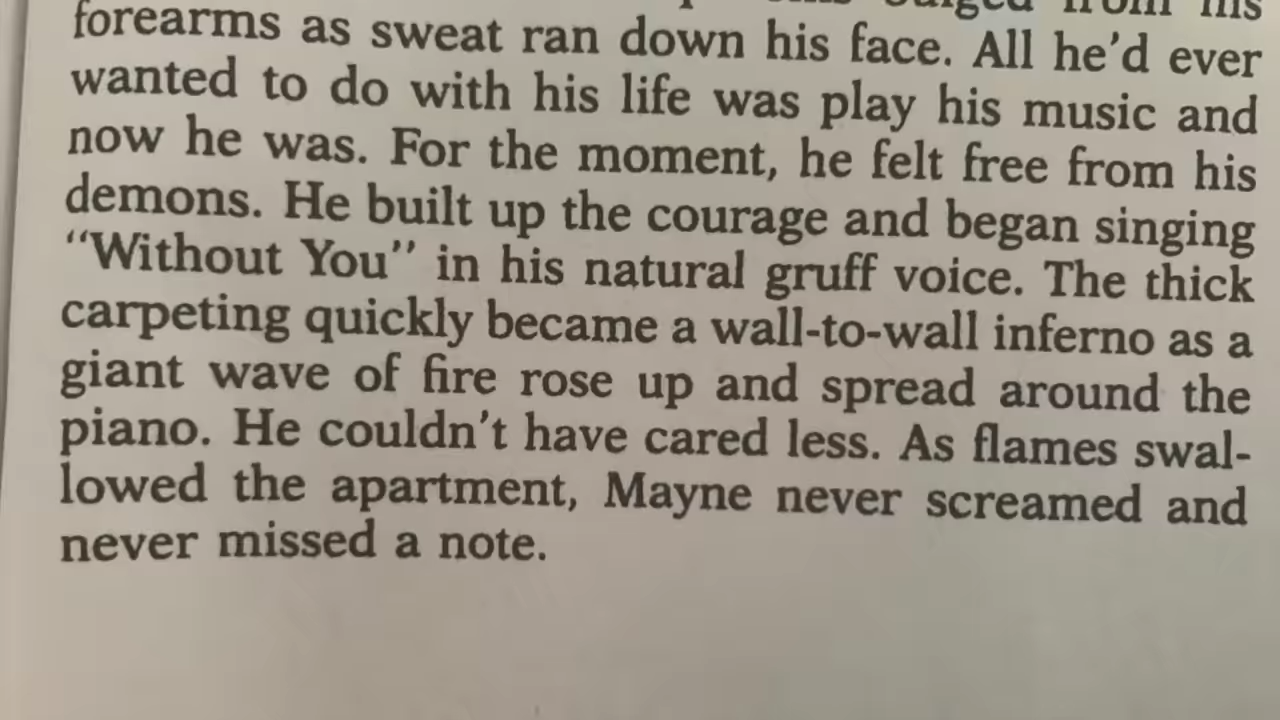 from his
forearms as sweat ran down his face. All he'd ever
wanted to do with his life was play his music and
now he was. For the moment, he felt free from his
demons. He built up the courage and began singing
“Without You” in his natural gruff voice. The thick
carpeting quickly became a wall-to-wall inferno as a
giant wave of fire rose up and spread around the
piano. He couldn't have cared less. As flames swal-
lowed the apartment, Mayne never screamed and
never missed a note.